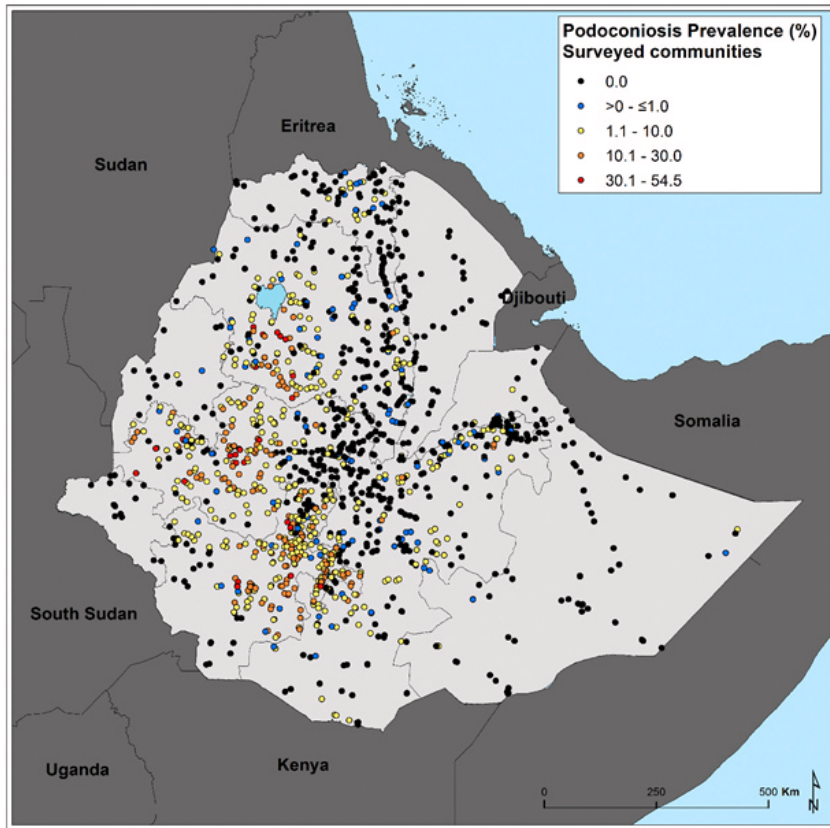 Podoconiosis Prevalence (%)
Surveyed communities
0.0
>0 - ≤1.0
1.1 - 10.0
10.1 - 30.0
30.1 - 54.5
Eritrea
Sudan
Djibouti
Somalia
South Sudan
Uganda
Kenya
0 250 500 Km
N